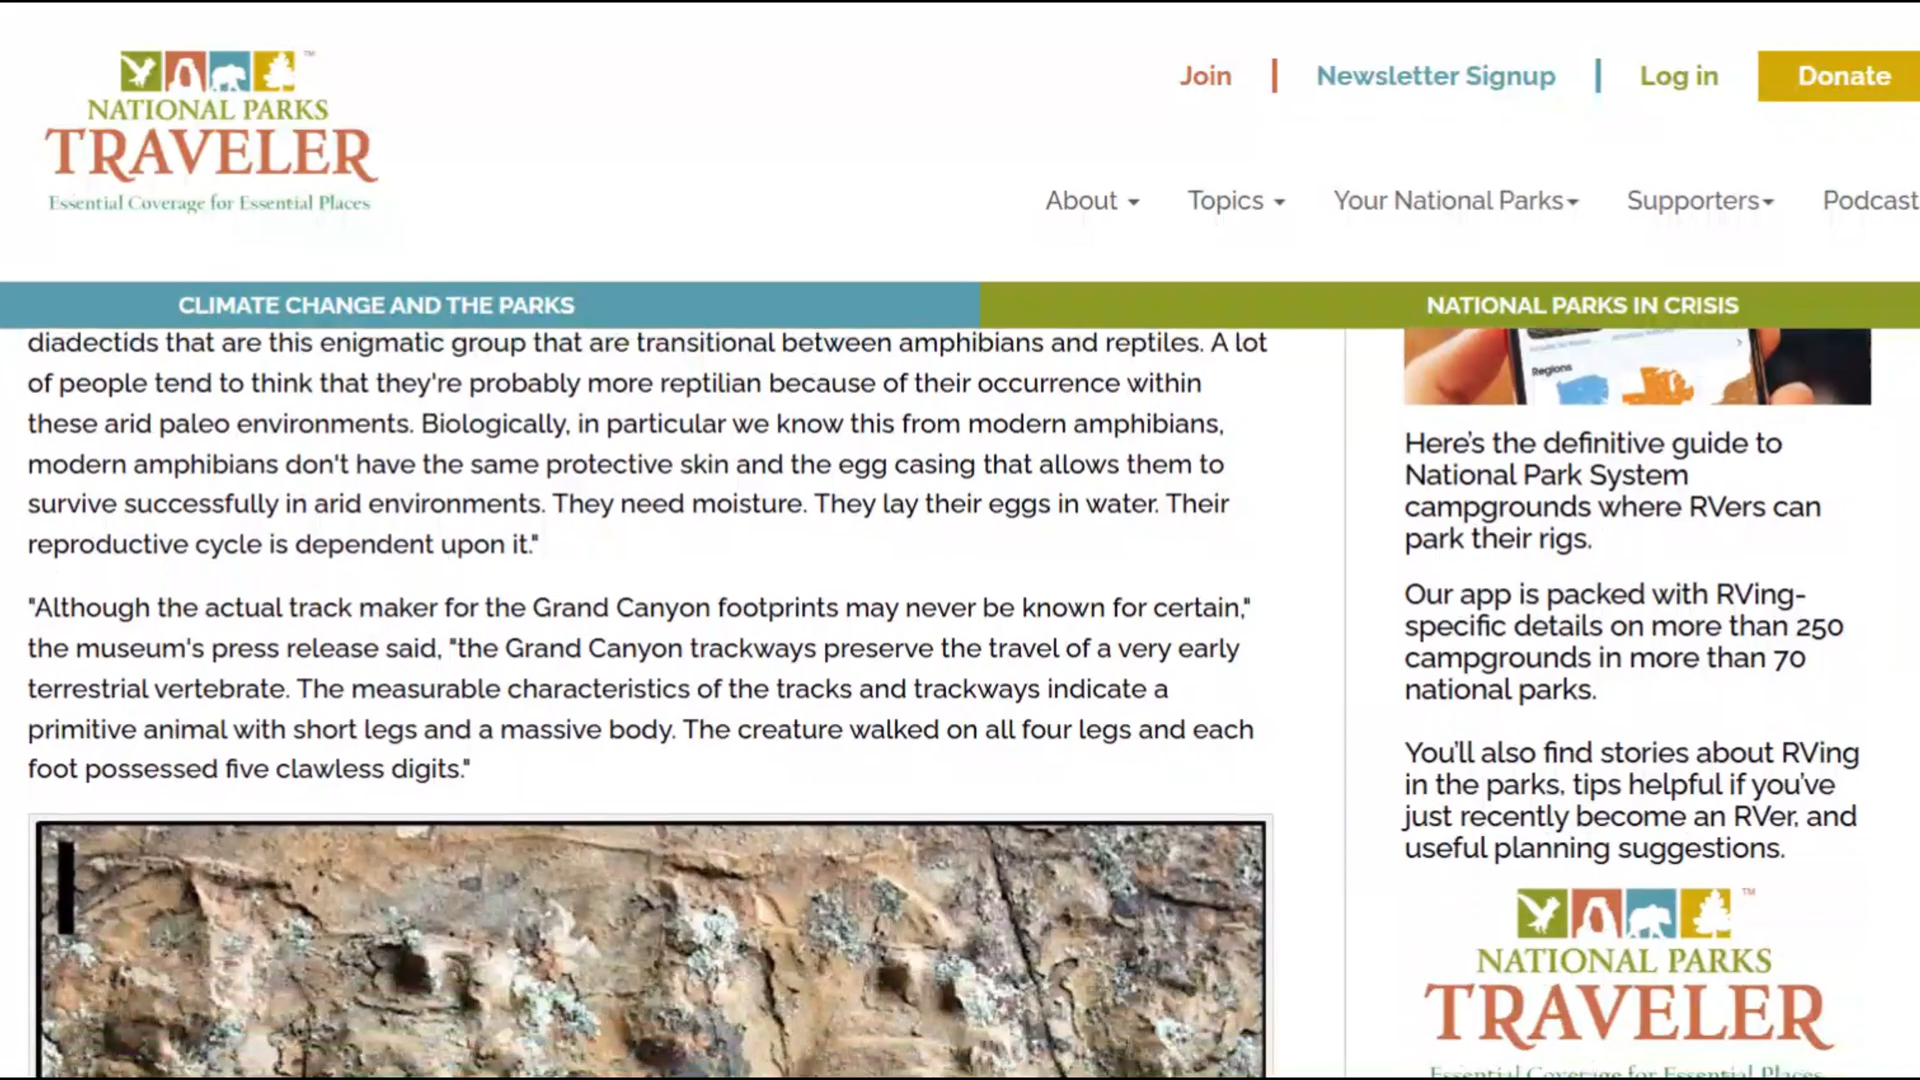 NATIONAL PARKS
TRAVELER
Essential Coverage for Essential Places
Join
Newsletter Signup
Log in
Donate
About
Topics
Your National Parks
Supporters
Podcast
CLIMATE CHANGE AND THE PARKS
NATIONAL PARKS IN CRISIS
diadectids that are this enigmatic group that are transitional between amphibians and reptiles. A lot
of people tend to think that they're probably more reptilian because of their occurrence within
these arid paleo environments. Biologically, in particular we know this from modern amphibians,
modern amphibians don't have the same protective skin and the egg casing that allows them to
survive successfully in arid environments. They need moisture. They lay their eggs in water. Their
reproductive cycle is dependent upon it."
"Although the actual track maker for the Grand Canyon footprints may never be known for certain,"
the museum's press release said, "the Grand Canyon trackways preserve the travel of a very early
terrestrial vertebrate. The measurable characteristics of the tracks and trackways indicate a
primitive animal with short legs and a massive body. The creature walked on all four legs and each
foot possessed five clawless digits."
Regions
Here's the definitive guide to
National Park System
campgrounds where RVers can
park their rigs.
Our app is packed with RVing-
specific details on more than 250
campgrounds in more than 70
national parks.
You'll also find stories about RVing
in the parks, tips helpful if you've
just recently become an RVer, and
useful planning suggestions.
TM
NATIONAL PARKS
TRAVELER
Essential Coverage for Essential Places